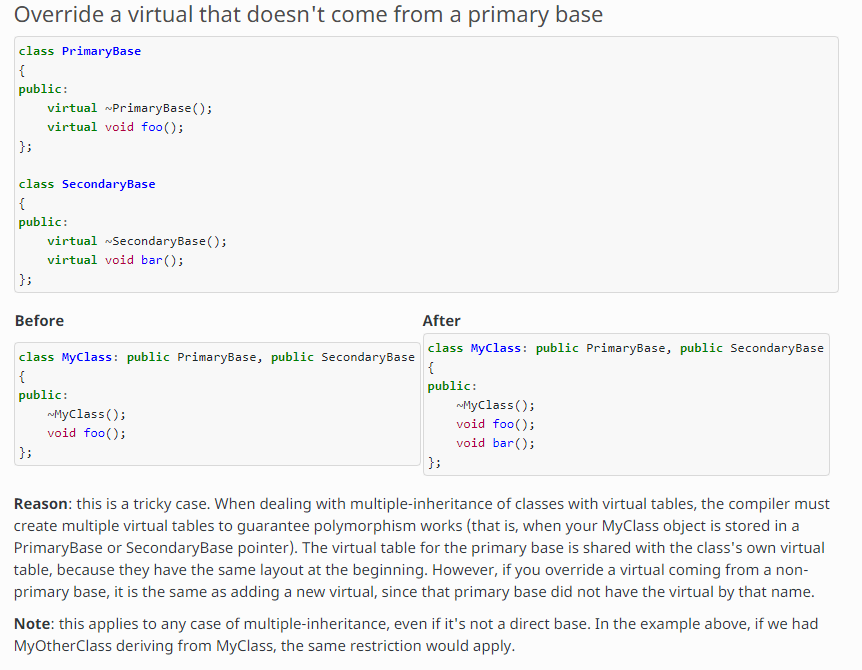 Override a virtual that doesn't come from a primary base
class PrimaryBase
{
public:
    virtual ~PrimaryBase();
    virtual void foo();
};
class SecondaryBase
{
public:
    virtual ~SecondaryBase();
    virtual void bar();
};
Before
class MyClass: public PrimaryBase, public SecondaryBase
{
public:
    ~MyClass();
    void foo();
};
After
class MyClass: public PrimaryBase, public SecondaryBase
{
public:
    ~MyClass();
    void foo();
    void bar();
};
Reason: this is a tricky case. When dealing with multiple-inheritance of classes with virtual tables, the compiler must
create multiple virtual tables to guarantee polymorphism works (that is, when your MyClass object is stored in a
PrimaryBase or SecondaryBase pointer). The virtual table for the primary base is shared with the class's own virtual
table, because they have the same layout at the beginning. However, if you override a virtual coming from a non-
primary base, it is the same as adding a new virtual, since that primary base did not have the virtual by that name.
Note: this applies to any case of multiple-inheritance, even if it's not a direct base. In the example above, if we had
MyOtherClass deriving from MyClass, the same restriction would apply.